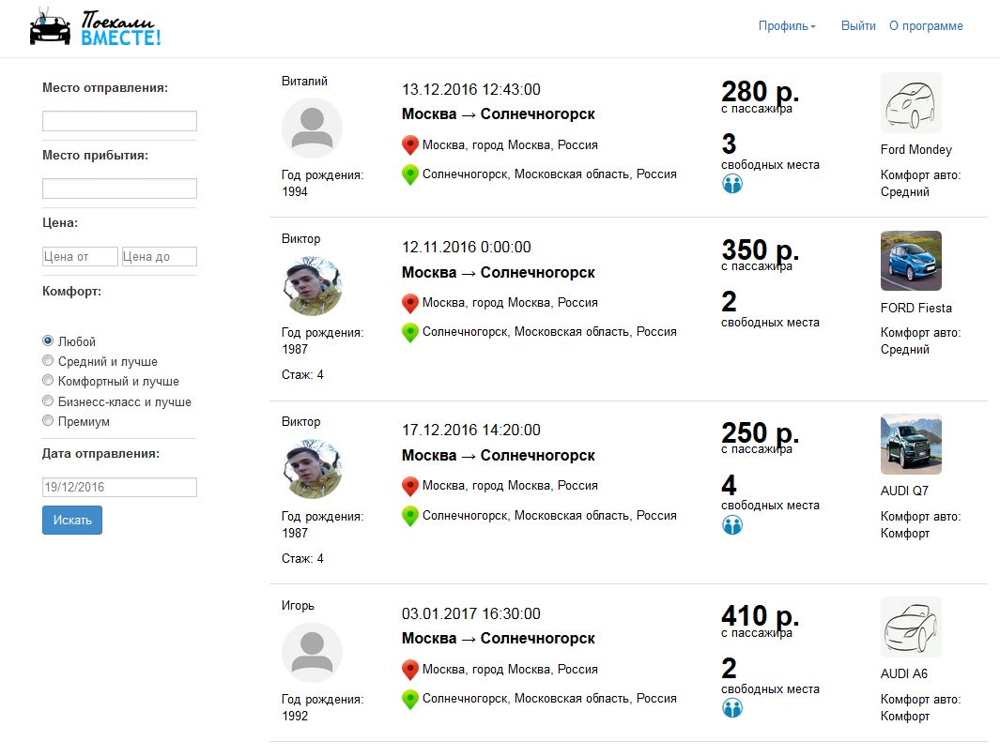 Поехали
ВМЕСТЕ!
Профиль
Выйти
О программе
Место отправления:
Место прибытия:
Цена:
Цена от
Цена до
Комфорт:
Любой
Средний и лучше
Комфортный и лучше
Бизнесс-класс и лучше
Премиум
Дата отправления:
19/12/2016
Искать
Виталий
Год рождения:
1994
13.12.2016 12:43:00
Москва → Солнечногорск
Москва, город Москва, Россия
Солнечногорск, Московская область, Россия
280 р.
с пассажира
3
свободных места
Ford Mondey
Комфорт авто:
Средний
Виктор
Год рождения:
1987
Стаж: 4
12.11.2016 0:00:00
Москва → Солнечногорск
Москва, город Москва, Россия
Солнечногорск, Московская область, Россия
350 р.
с пассажира
2
свободных места
FORD Fiesta
Комфорт авто:
Средний
Виктор
Год рождения:
1987
Стаж: 4
17.12.2016 14:20:00
Москва → Солнечногорск
Москва, город Москва, Россия
Солнечногорск, Московская область, Россия
250 р.
с пассажира
4
свободных места
AUDI Q7
Комфорт авто:
Комфорт
Игорь
Год рождения:
1992
03.01.2017 16:30:00
Москва → Солнечногорск
Москва, город Москва, Россия
Солнечногорск, Московская область, Россия
410 р.
с пассажира
2
свободных места
AUDI A6
Комфорт авто:
Комфорт